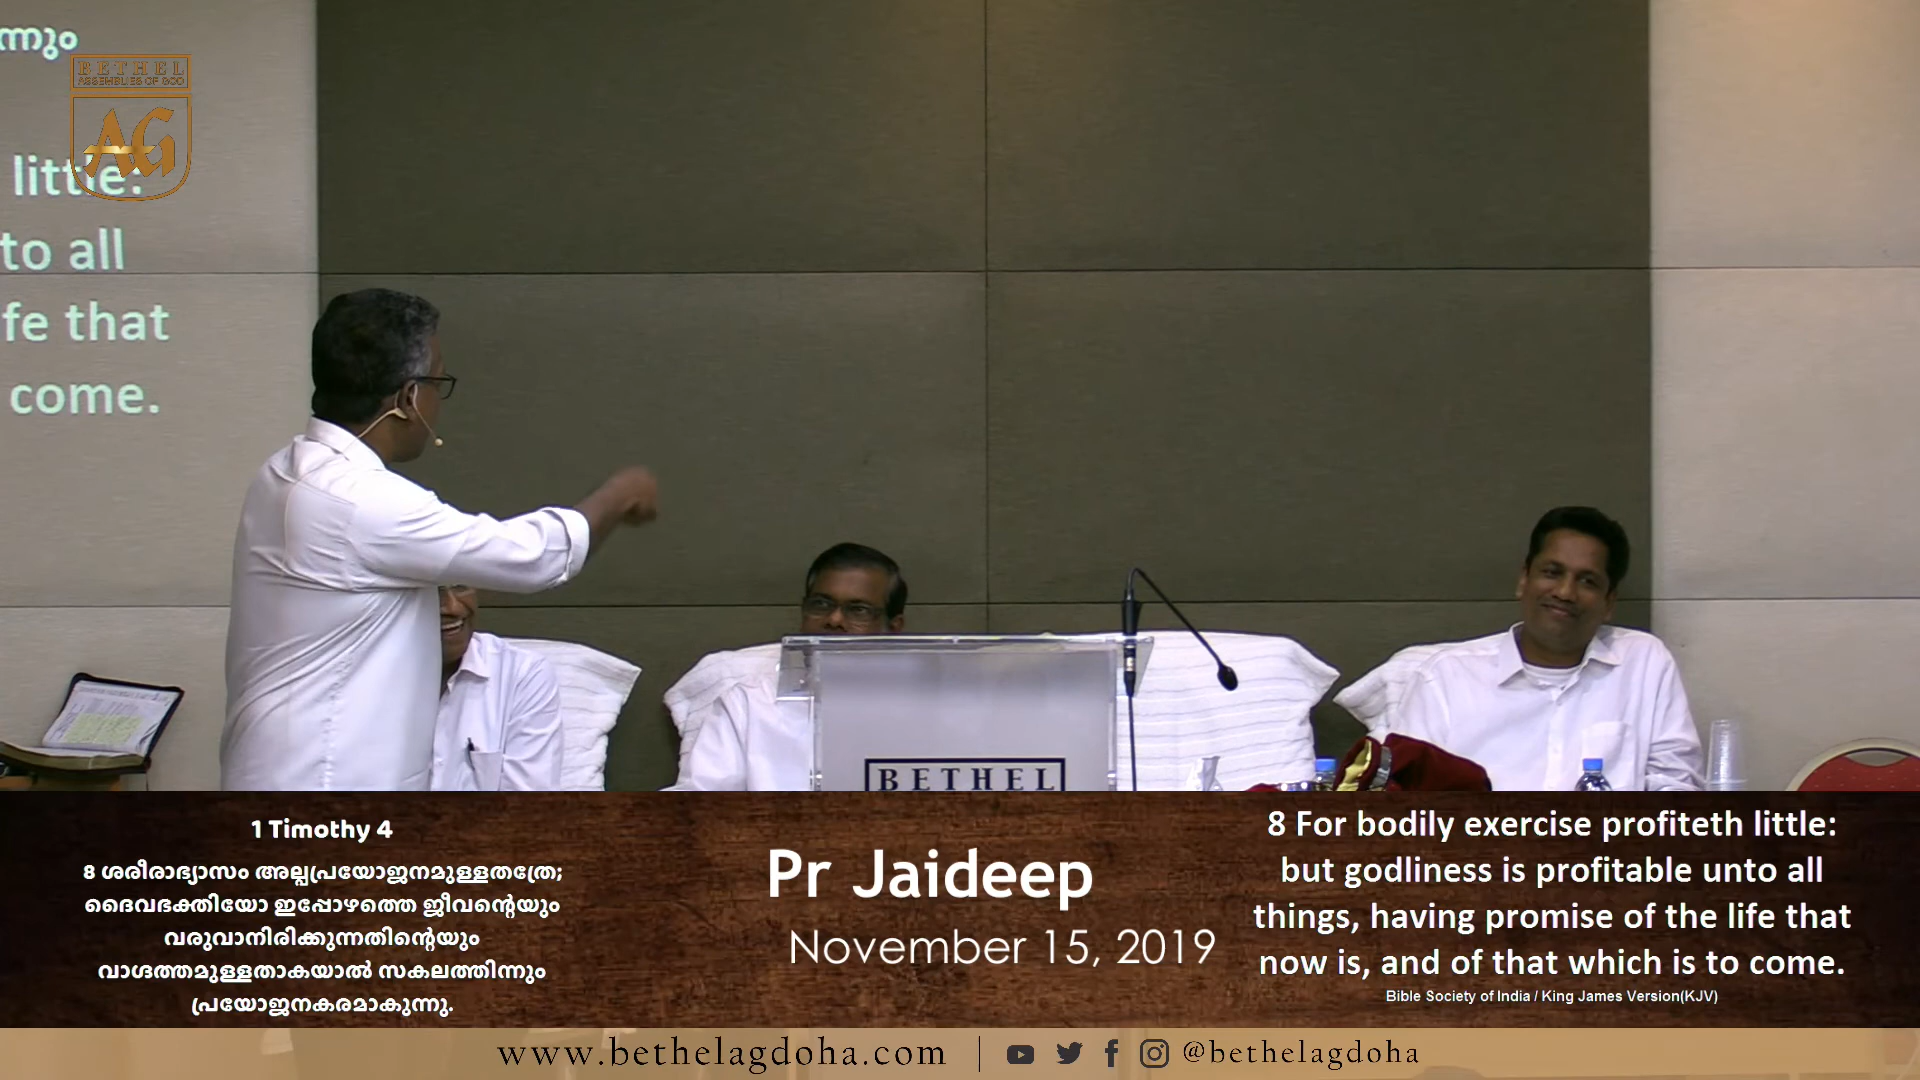 ന്നും
BETHEL
ASSEMBLIES OF GOD
AG
little:
to all
fe that
come.
BETHEL
1 Timothy 4
8 ശരീരാഭ്യാസം അല്പപ്രയോജനമുള്ളതത്രേ;
ദൈവഭക്തിയോ ഇപ്പോഴത്തെ ജീവന്റെയും
വരുവാനിരിക്കുന്നതിന്റെയും
വാഗ്ദത്തമുള്ളതാകയാൽ സകലത്തിന്നും
പ്രയോജനകരമാകുന്നു.
Pr Jaideep
November 15, 2019
8 For bodily exercise profiteth little:
but godliness is profitable unto all
things, having promise of the life that
now is, and of that which is to come.
Bible Society of India / King James Version(KJV)
www.bethelagdoha.com
@bethelagdoha